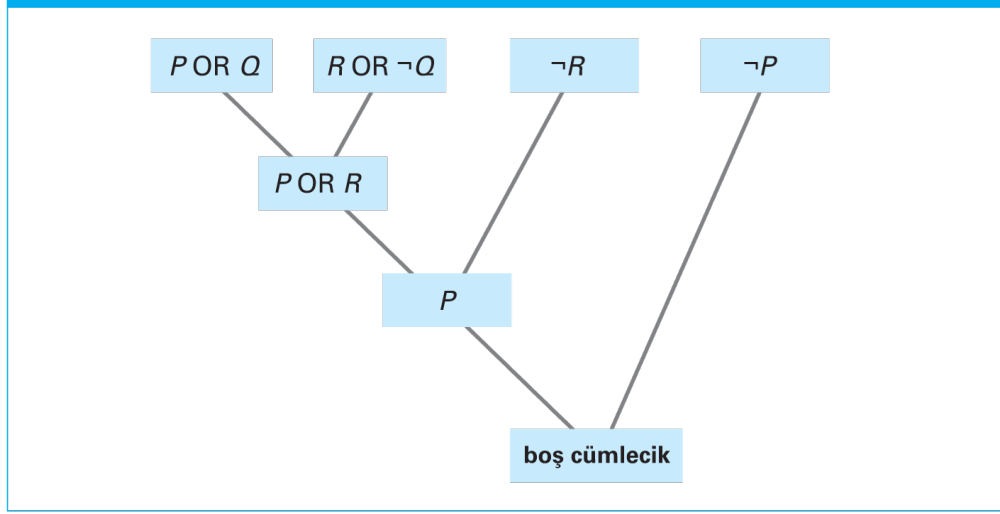 P OR Q
R OR ¬Q
¬R
¬P
P OR R
P
boş cümlecik